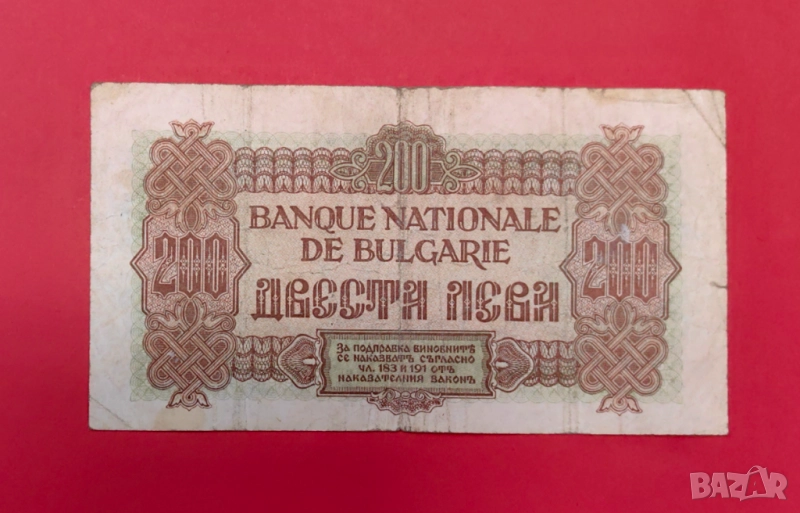 200
BANQUE NATIONALE
DE BULGARIE
200
200
ДВЕСТА ЛЕВА
ЗА ПОДПРАВКА ВИНОВНИТѢ
СЕ НАКАЗВАТЪ СЪГЛАСНО
ЧЛ. 183 И 191 ОТЪ
НАКАЗАТЕЛНИЯ ЗАКОНЪ
BAZAR